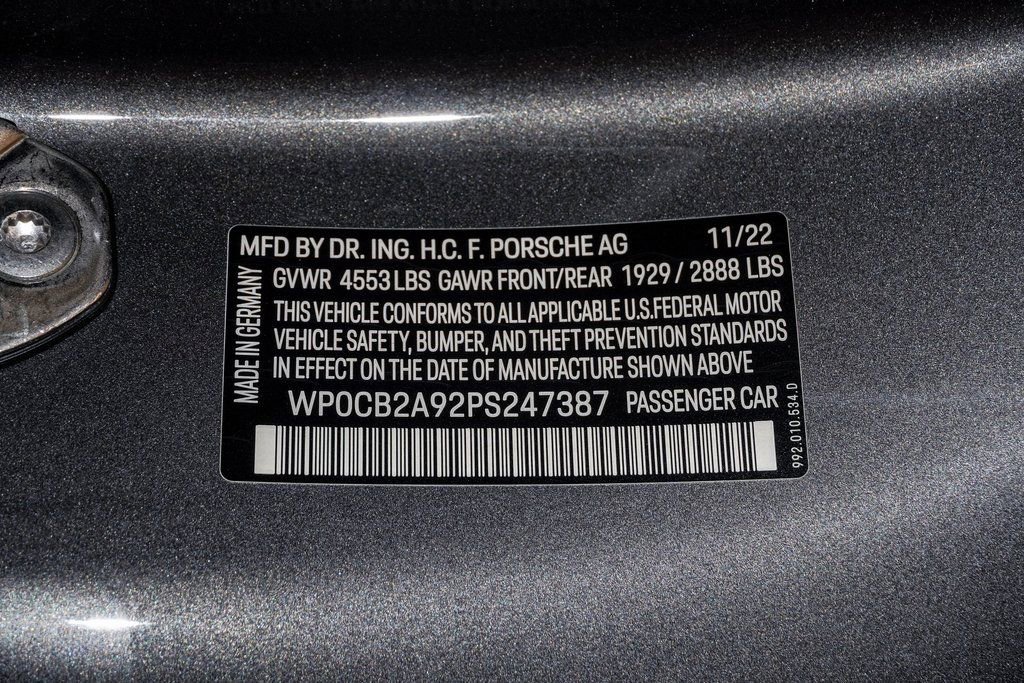 MFD BY DR. ING. H.C. F. PORSCHE AG 11/22
GVWR 4553 LBS GAWR FRONT/REAR 1929 / 2888 LBS
THIS VEHICLE CONFORMS TO ALL APPLICABLE U.S. FEDERAL MOTOR
VEHICLE SAFETY, BUMPER, AND THEFT PREVENTION STANDARDS
IN EFFECT ON THE DATE OF MANUFACTURE SHOWN ABOVE
WP0CB2A92PS247387 PASSENGER CAR
MADE IN GERMANY
992.010.534.D